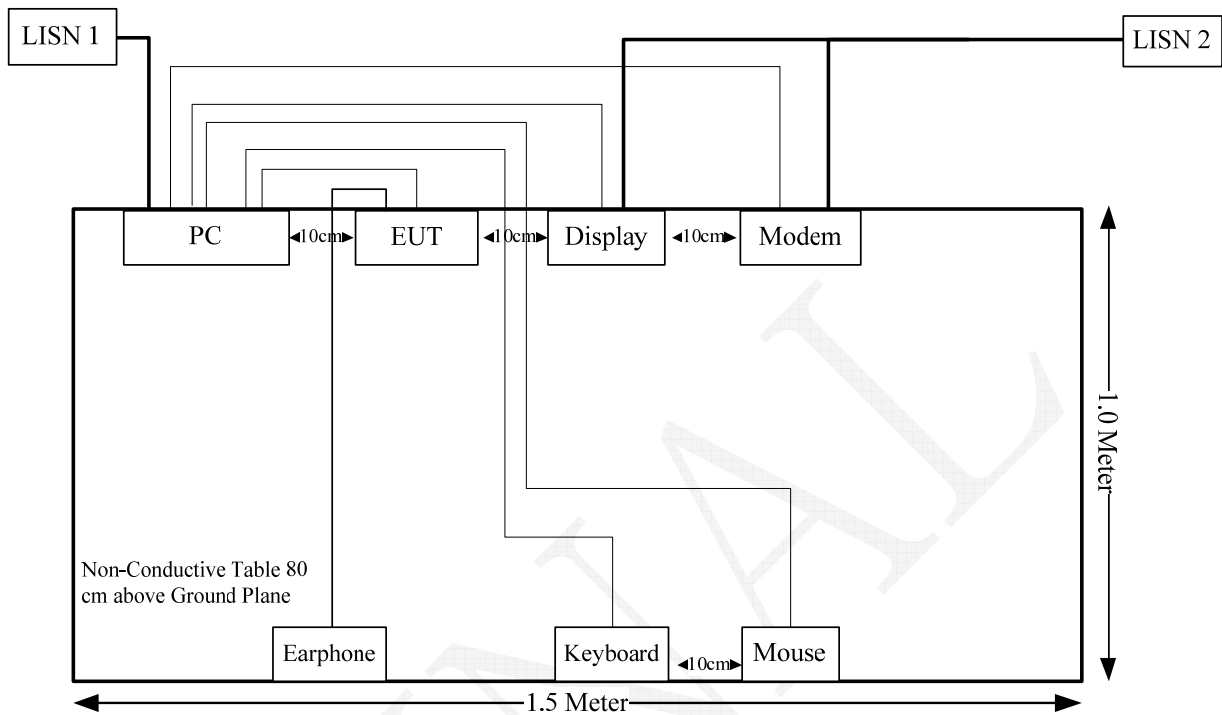 LISN 1
LISN 2
PC
10cm
EUT
10cm
Display
10cm
Modem
1.0 Meter
Non-Conductive Table 80
cm above Ground Plane
Earphone
Keyboard
10cm
Mouse
1.5 Meter
NAL